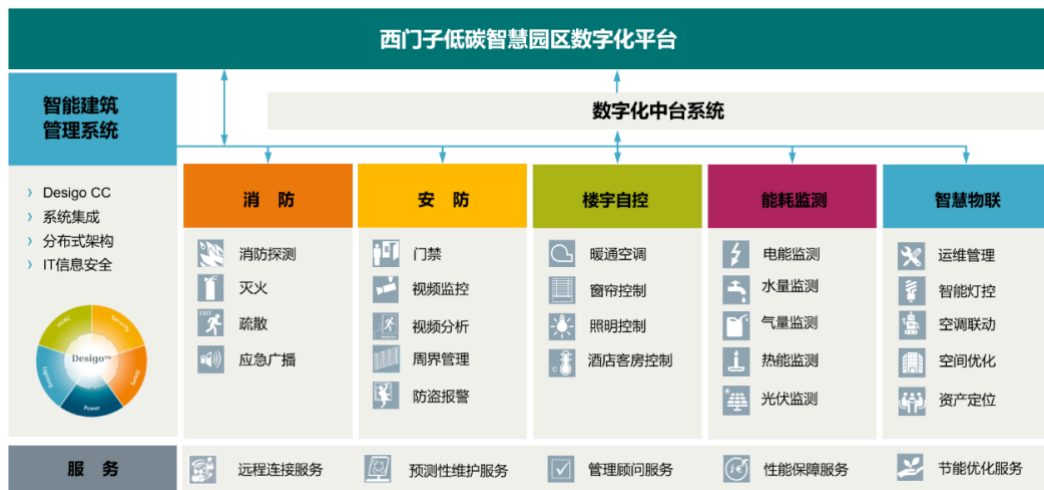 西门子低碳智慧园区数字化平台
智能建筑
管理系统
数字化中台系统
Desigo CC
系统集成
分布式架构
IT信息安全
HVAC
Security
Safety
Power
Lighting
Desigo™
消 防
消防探测
灭火
EXIT
疏散
应急广播
安 防
门禁
视频监控
视频分析
周界管理
防盗报警
楼宇自控
暖通空调
窗帘控制
照明控制
°C
酒店客房控制
能耗监测
电能监测
水量监测
气量监测
热能监测
光伏监测
智慧物联
运维管理
智能灯控
空调联动
空间优化
资产定位
服 务
远程连接服务
预测性维护服务
管理顾问服务
性能保障服务
节能优化服务